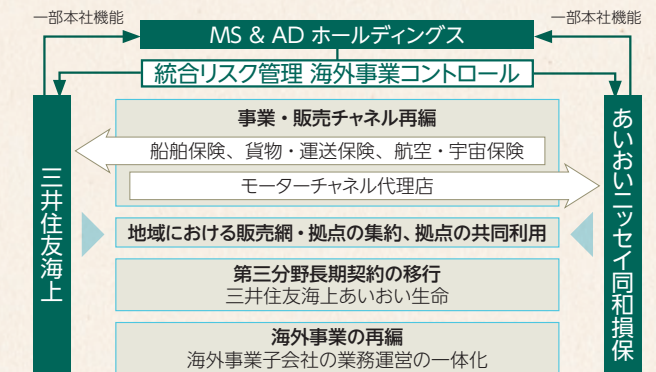 一部本社機能
一部本社機能
MS & AD ホールディングス
統合リスク管理 海外事業コントロール
三井住友海上
事業・販売チャネル再編
船舶保険、貨物・運送保険、航空・宇宙保険
モーターチャネル代理店
地域における販売網・拠点の集約、拠点の共同利用
第三分野長期契約の移行
三井住友海上あいおい生命
海外事業の再編
海外事業子会社の業務運営の一体化
あいおいニッセイ同和損保